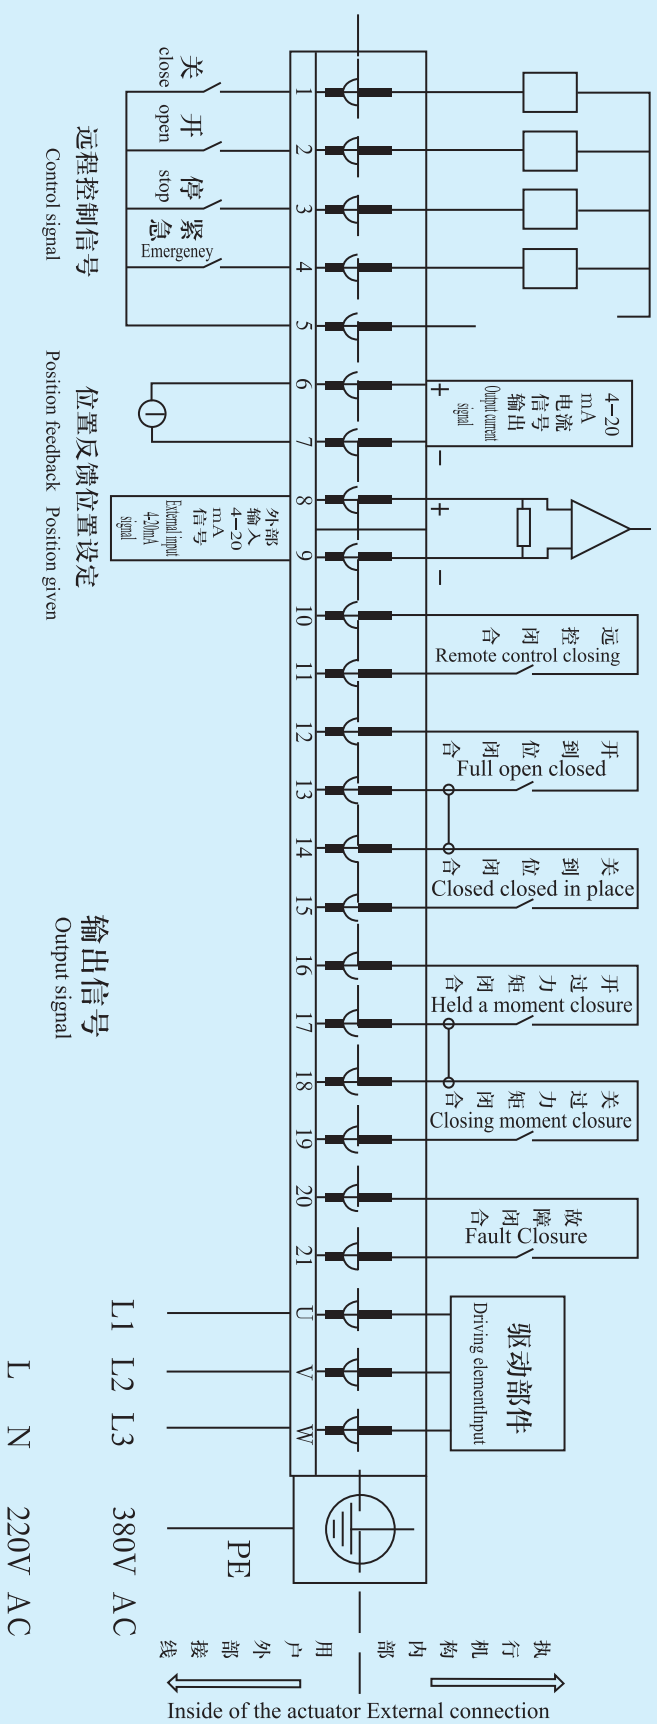 关
close
开
open
停
stop
紧急
Emergeney
远程控制信号
Control signal
1
2
3
4
5
6
7
8
9
10
11
12
13
14
15
16
17
18
19
20
21
U
V
W
位置反馈位置设定
Position feedback Position given
外部
输入
4-20
mA
信号
External input
4-20mA
signal
+
4-20
mA
电流
信号
输出
Output current
signal
−
+
−
远控闭合
Remote control closing
开到位闭合
Full open closed
关到位闭合
Closed closed in place
开过力矩闭合
Held a moment closure
关过力矩闭合
Closing moment closure
故障闭合
Fault Closure
输出信号
Output signal
驱动部件
Driving elementInput
L1 L2 L3 380V AC
L N 220V AC
PE
执行机构内部
用户外部接线
Inside of the actuator External connection